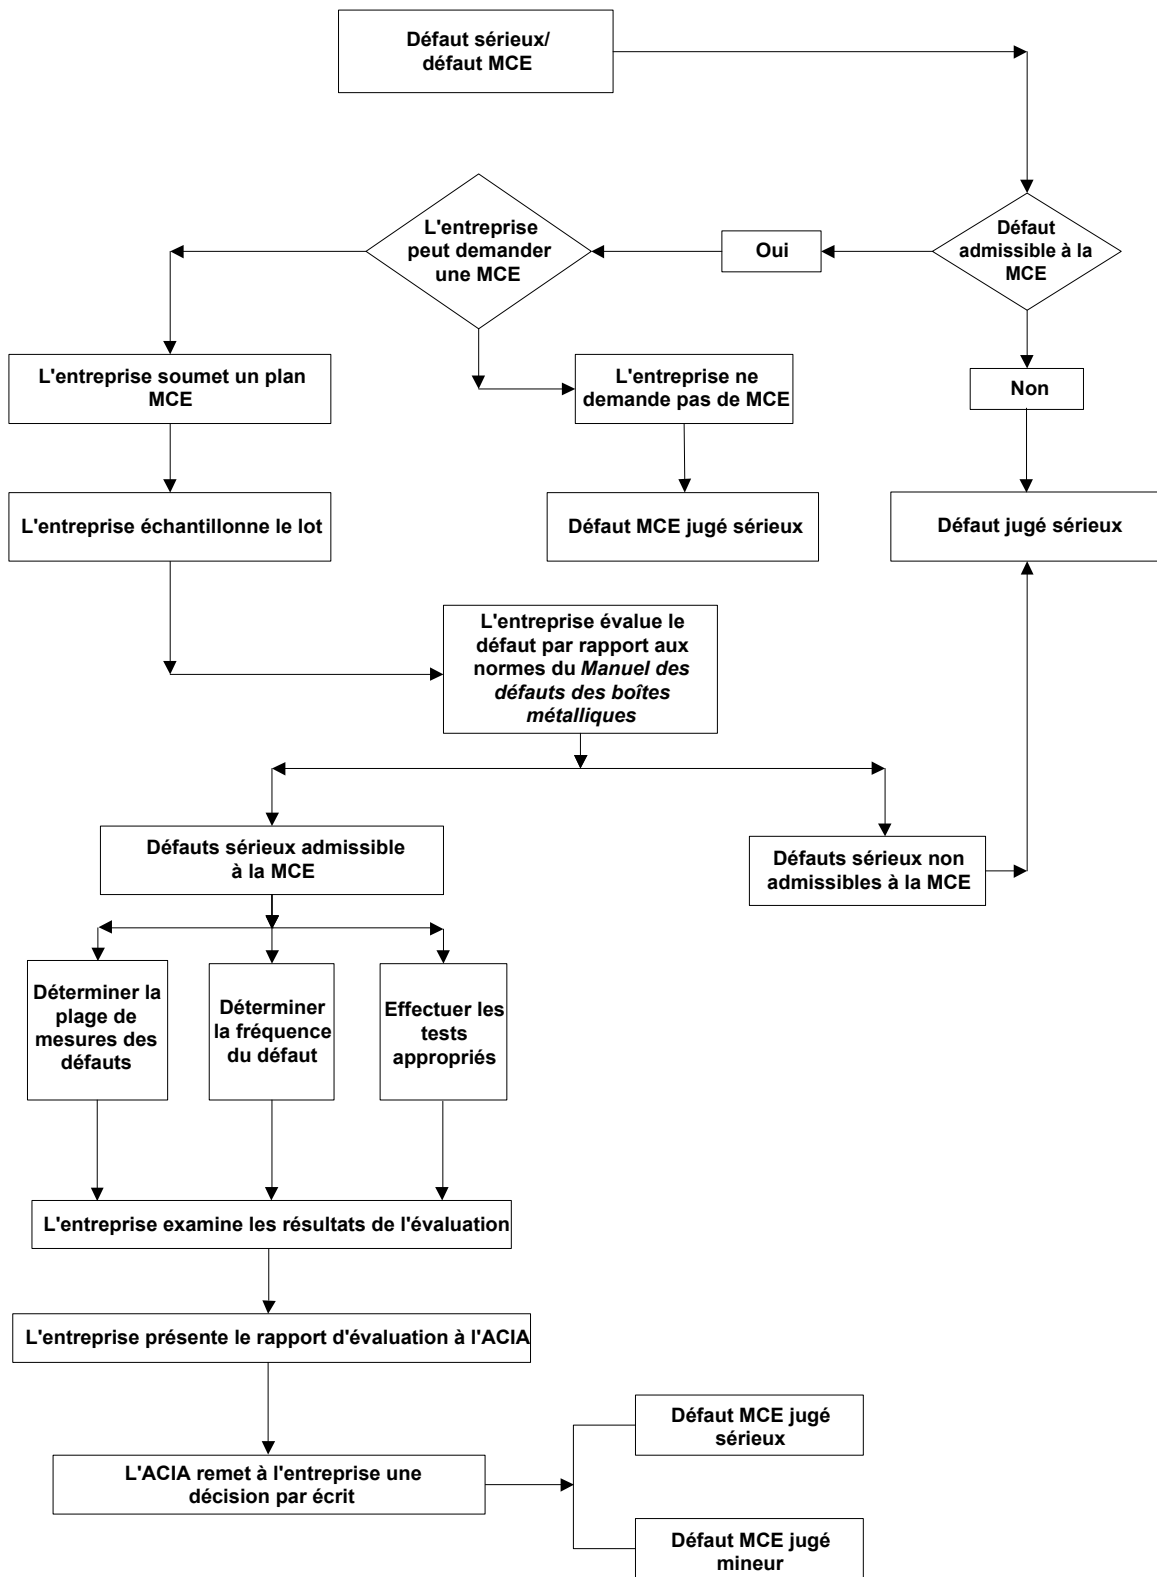 Défaut sérieux/
défaut MCE
L'entreprise
peut demander
une MCE
Oui
Défaut
admissible à la
MCE
L'entreprise soumet un plan
MCE
L'entreprise ne
demande pas de MCE
Non
L'entreprise échantillonne le lot
Défaut MCE jugé sérieux
Défaut jugé sérieux
L'entreprise évalue le
défaut par rapport aux
normes du Manuel des
défauts des boîtes
métalliques
Défauts sérieux admissible
à la MCE
Défauts sérieux non
admissibles à la MCE
Déterminer la
plage de
mesures des
défauts
Déterminer
la fréquence
du défaut
Effectuer les
tests
appropriés
L'entreprise examine les résultats de l'évaluation
L'entreprise présente le rapport d'évaluation à l'ACIA
Défaut MCE jugé
sérieux
L'ACIA remet à l'entreprise une
décision par écrit
Défaut MCE jugé
mineur